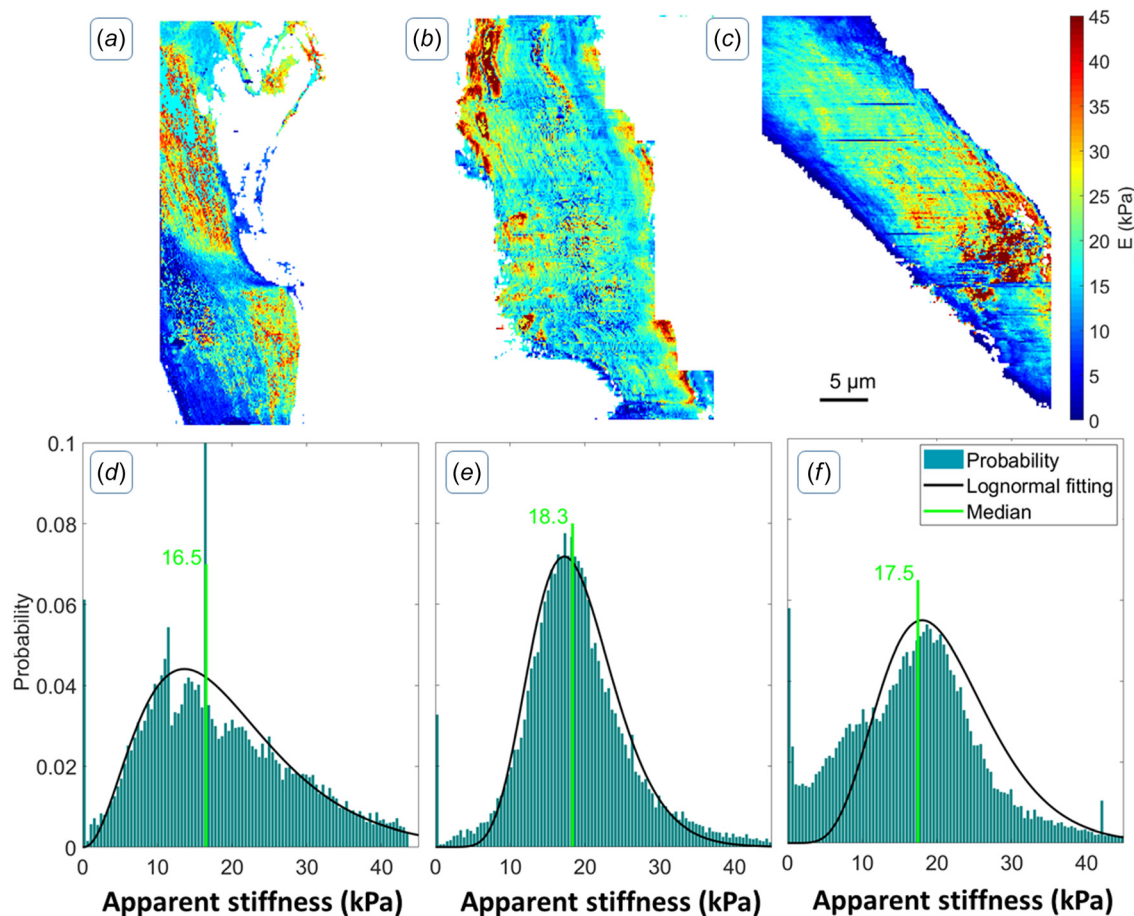 (a)
(b)
(c)
45
40
35
30
25
20
15
10
5
0
E (kPa)
5 μm
0.1
0.08
0.06
0.04
0.02
0
Probability
(d)
16.5
(e)
18.3
(f)
17.5
Probability
Lognormal fitting
Median
0 10 20 30 40
10 20 30 40
0 10 20 30 40
Apparent stiffness (kPa)
Apparent stiffness (kPa)
Apparent stiffness (kPa)